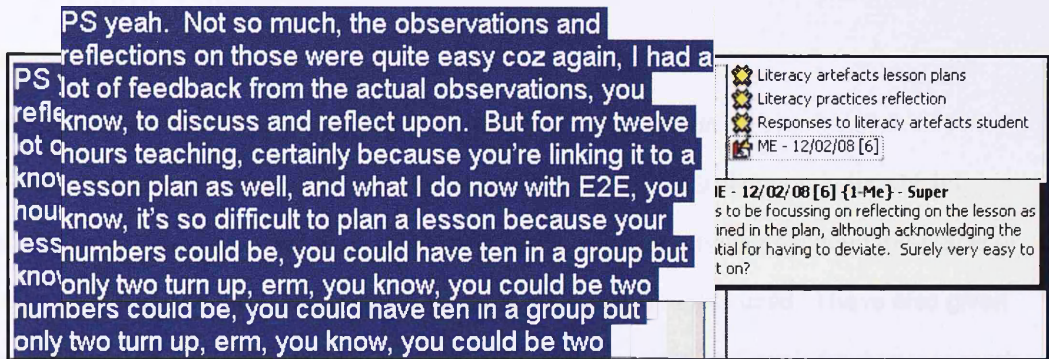 PS yeah. Not so much, the observations and
reflections on those were quite easy coz again, I had a
lot of feedback from the actual observations, you
know, to discuss and reflect upon. But for my twelve
hours teaching, certainly because you're linking it to a
lesson plan as well, and what I do now with E2E, you
know, it's so difficult to plan a lesson because your
numbers could be, you could have ten in a group but
only two turn up, erm, you know, you could be two
PS
refle
lot o
know
hour
less
know
numbers could be, you could have ten in a group but
only two turn up, erm, you know, you could be two
Literacy artefacts lesson plans
Literacy practices reflection
Responses to literacy artefacts student
ME - 12/02/08 [6]
E - 12/02/08 [6] {1-Me} - Super
s to be focussing on reflecting on the lesson as
ined in the plan, although acknowledging the
tial for having to deviate. Surely very easy to
t on?